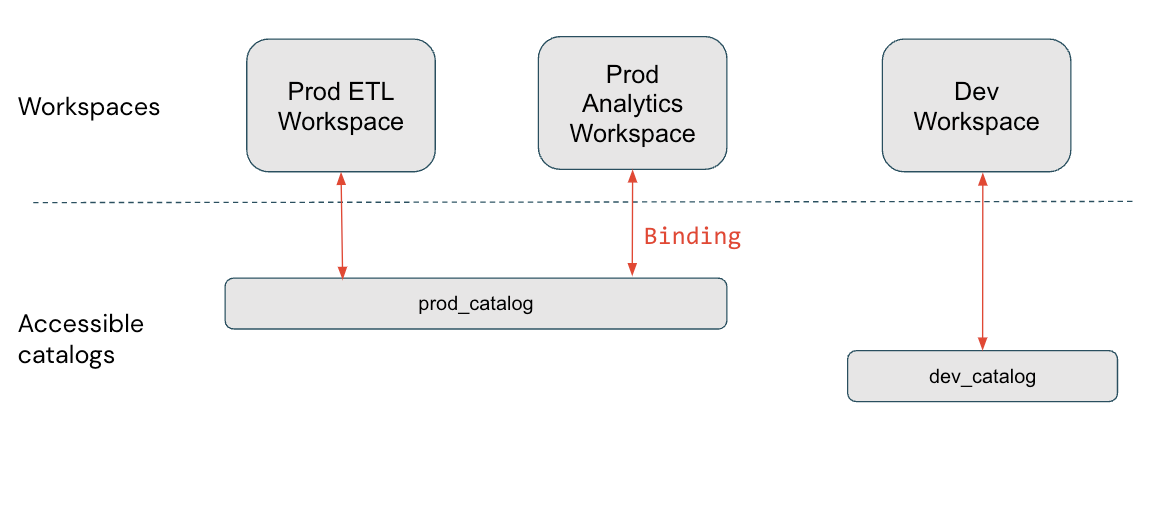 Workspaces
Prod ETL
Workspace
Prod
Analytics
Workspace
Dev
Workspace
Binding
Accessible
catalogs
prod_catalog
dev_catalog